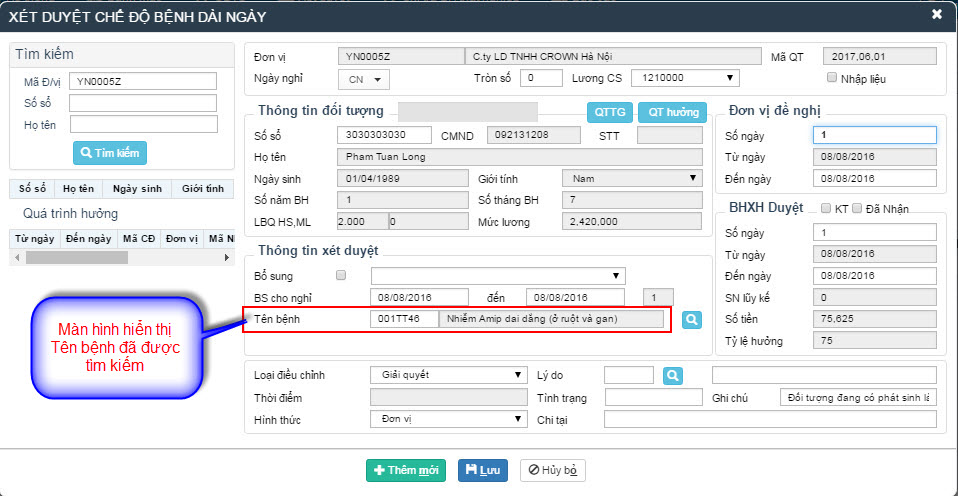 XÉT DUYỆT CHẾ ĐỘ BỆNH DÀI NGÀY ✖
Tìm kiếm
Mã Đ/vị YN0005Z
Số sổ
Họ tên
Tìm kiếm
Số sổ Họ tên Ngày sinh Giới tính
Quá trình hưởng
Từ ngày Đến ngày Mã CĐ Đơn vị Mã
Màn hình hiển thị
Tên bệnh đã được
tìm kiếm
Đơn vị YN0005Z C.ty LD TNHH CROWN Hà Nội Mã QT 2017,06,01
Ngày nghỉ CN Tròn số 0 Lương CS 1210000 Nhập liệu
Thông tin đối tượng QTTG QT hưởng
Số sổ 3030303030 CMND 092131208 STT
Họ tên Pham Tuan Long
Ngày sinh 01/04/1989 Giới tính Nam
Số năm BH 1 Số tháng BH 7
LBQ HS,ML 2.000 0 Mức lương 2,420,000
Thông tin xét duyệt
Bổ sung
BS cho nghỉ 08/08/2016 đến 08/08/2016 1
Tên bệnh 001TT46 Nhiễm Amip dai dẳng (ở ruột và gan)
Đơn vị đề nghị
Số ngày 1
Từ ngày 08/08/2016
Đến ngày 08/08/2016
BHXH Duyệt KT Đã Nhận
Số ngày 1
Từ ngày 08/08/2016
Đến ngày 08/08/2016
SN lũy kế 0
Số tiền 75,625
Tỷ lệ hưởng 75
Loại điều chỉnh Giải quyết Lý do
Thời điểm Tình trạng Ghi chú Đối tượng đang có phát sinh
Hình thức Đơn vị Chi tại
Thêm mới Lưu Hủy bỏ